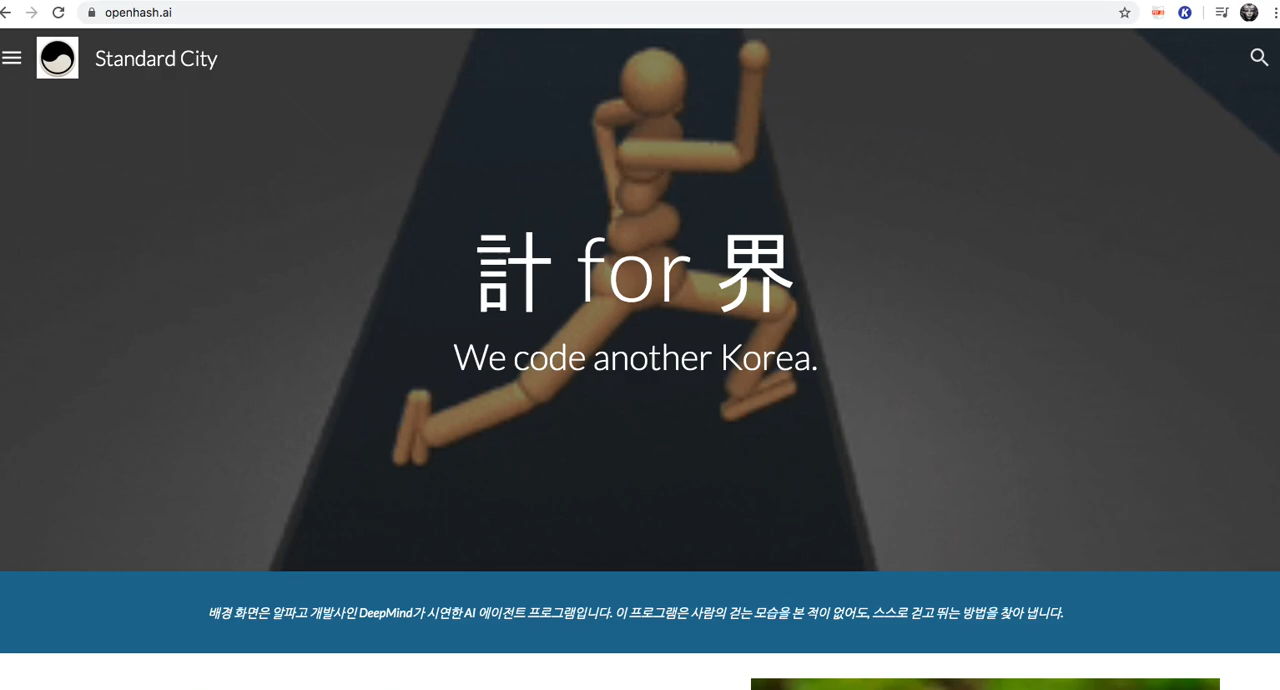 openhash.ai
Standard City
計 for 界
We code another Korea.
배경 화면은 알파고 개발사인 DeepMind가 시연한 AI 에이전트 프로그램입니다. 이 프로그램은 사람의 걷는 모습을 본 적이 없어도, 스스로 걷고 뛰는 방법을 찾아 냅니다.